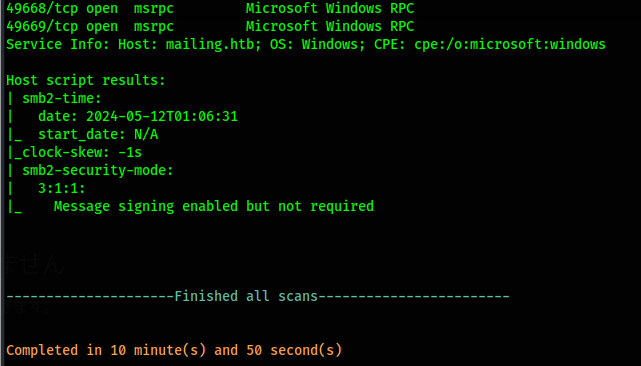 49668/tcp open  msrpc         Microsoft Windows RPC
49669/tcp open  msrpc         Microsoft Windows RPC
Service Info: Host: mailing.htb; OS: Windows; CPE: cpe:/o:microsoft:windows
Host script results:
| smb2-time:
|   date: 2024-05-12T01:06:31
|_  start_date: N/A
|_clock-skew: -1s
| smb2-security-mode:
|   3:1:1:
|_    Message signing enabled but not required
ません
---------------------Finished all scans------------------------
Completed in 10 minute(s) and 50 second(s)